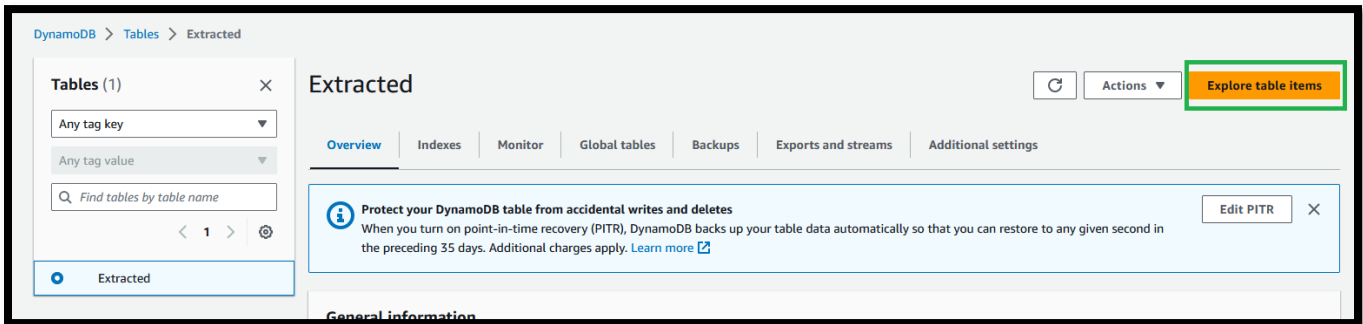 DynamoDB > Tables > Extracted
Tables (1)
Any tag key
Any tag value
Find tables by table name
1
Extracted
Extracted
Actions
Explore table items
Overview Indexes Monitor Global tables Backups Exports and streams Additional settings
Protect your DynamoDB table from accidental writes and deletes
When you turn on point-in-time recovery (PITR), DynamoDB backs up your table data automatically so that you can restore to any given second in
the preceding 35 days. Additional charges apply. Learn more
Edit PITR
General information